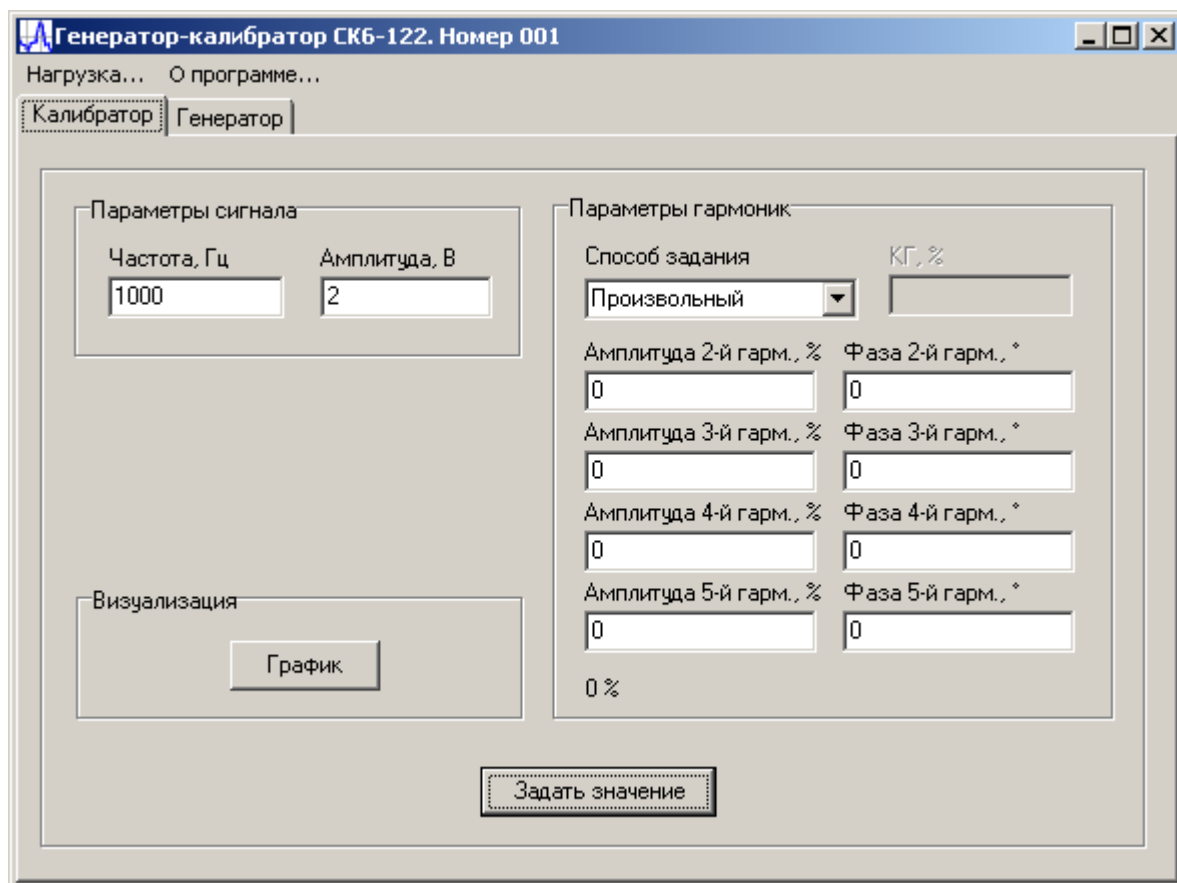 Генератор-калибратор СК6-122. Номер 001
Нагрузка... О программе...
Калибратор Генератор
Параметры сигнала
Частота, Гц Амплитуда, В
1000 2
Визуализация
График
Параметры гармоник
Способ задания КГ, %
Произвольный
Амплитуда 2-й гарм., % Фаза 2-й гарм., °
0 0
Амплитуда 3-й гарм., % Фаза 3-й гарм., °
0 0
Амплитуда 4-й гарм., % Фаза 4-й гарм., °
0 0
Амплитуда 5-й гарм., % Фаза 5-й гарм., °
0 0
0 %
Задать значение